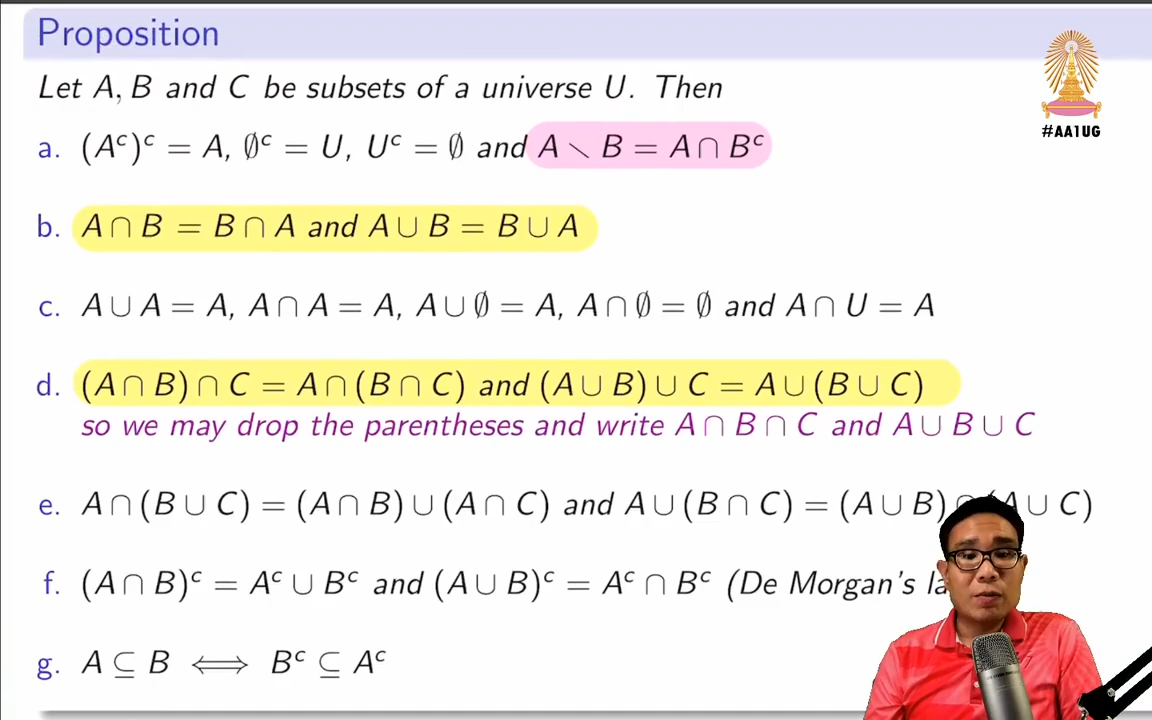 Proposition
#AA1UG
Let A, B and C be subsets of a universe U. Then
a. (Aᶜ)ᶜ = A, ∅ᶜ = U, Uᶜ = ∅ and A ∖ B = A ∩ Bᶜ
b. A ∩ B = B ∩ A and A ∪ B = B ∪ A
c. A ∪ A = A, A ∩ A = A, A ∪ ∅ = A, A ∩ ∅ = ∅ and A ∩ U = A
d. (A ∩ B) ∩ C = A ∩ (B ∩ C) and (A ∪ B) ∪ C = A ∪ (B ∪ C)
so we may drop the parentheses and write A ∩ B ∩ C and A ∪ B ∪ C
e. A ∩ (B ∪ C) = (A ∩ B) ∪ (A ∩ C) and A ∪ (B ∩ C) = (A ∪ B) ∩ (A ∪ C)
f. (A ∩ B)ᶜ = Aᶜ ∪ Bᶜ and (A ∪ B)ᶜ = Aᶜ ∩ Bᶜ (De Morgan's
g. A ⊆ B ⟺ Bᶜ ⊆ Aᶜ